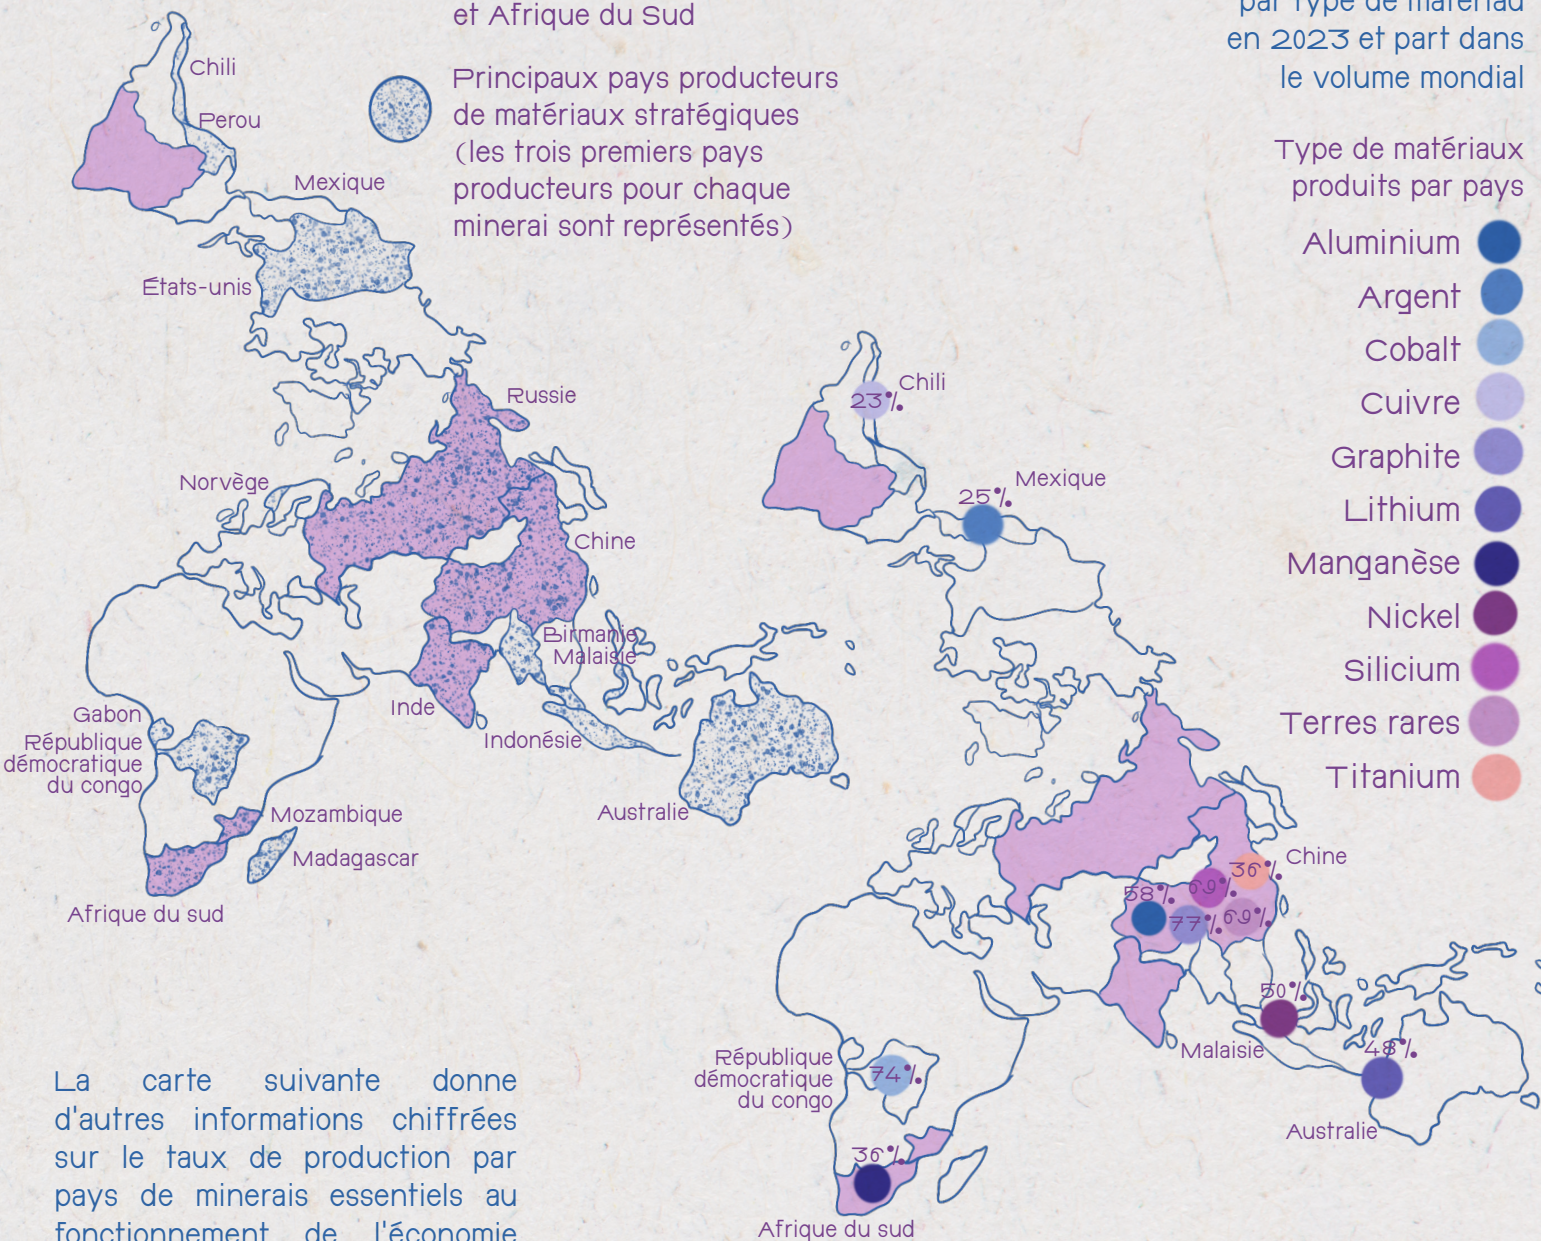 et Afrique du Sud
Principaux pays producteurs
de matériaux stratégiques
(les trois premiers pays
producteurs pour chaque
minerai sont représentés)
Chili
Perou
Mexique
États-unis
Russie
Norvège
Chine
Birmanie
Malaisie
Inde
Indonésie
Gabon
République
démocratique
du congo
Australie
Mozambique
Madagascar
Afrique du sud
La carte suivante donne
d'autres informations chiffrées
sur le taux de production par
pays de minerais essentiels au
fonctionnement de l'économie
par type de matériau
en 2023 et part dans
le volume mondial
Type de matériaux
produits par pays
Aluminium
Argent
Cobalt
Cuivre
Graphite
Lithium
Manganèse
Nickel
Silicium
Terres rares
Titanium
Chili
23%
Mexique
25%
Chine
36%
69%
58%
77%
69%
50%
Malaisie
48%
Australie
République
démocratique
du congo
74%
36%
Afrique du sud